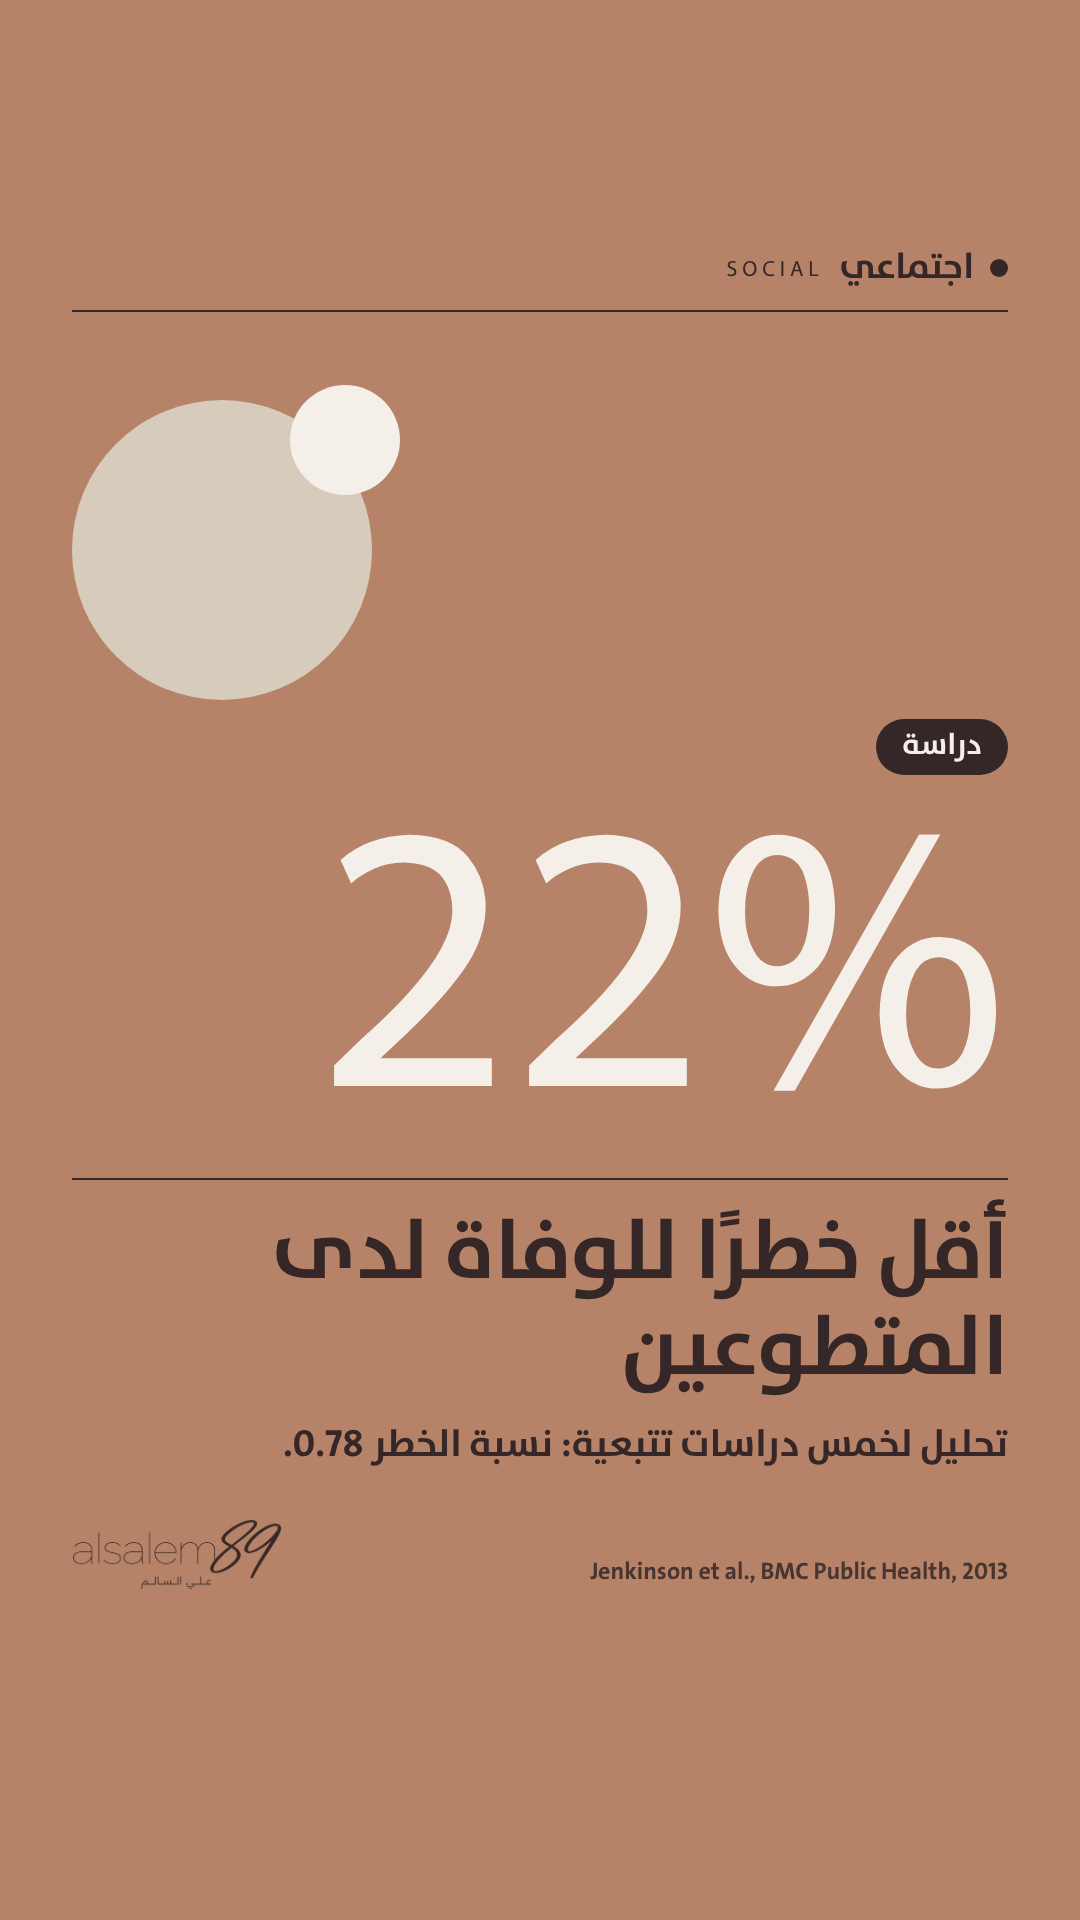 اجتماعي SOCIAL
دراسة
22%
أقل خطرًا للوفاة لدى
المتطوعين
تحليل لخمس دراسات تتبعية: نسبة الخطر 0.78.
Jenkinson et al., BMC Public Health, 2013
alsalem89
علي السالم